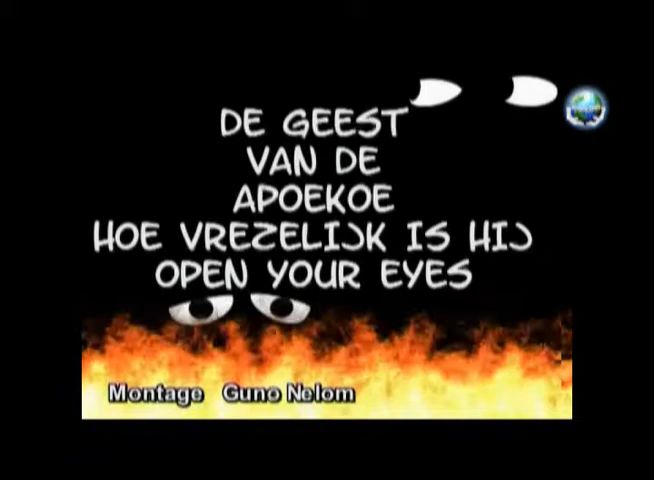 DE GEEST
VAN DE
APOEKOE
HOE VREZELIJK IS HIJ
OPEN YOUR EYES
Montage Guno Nelom